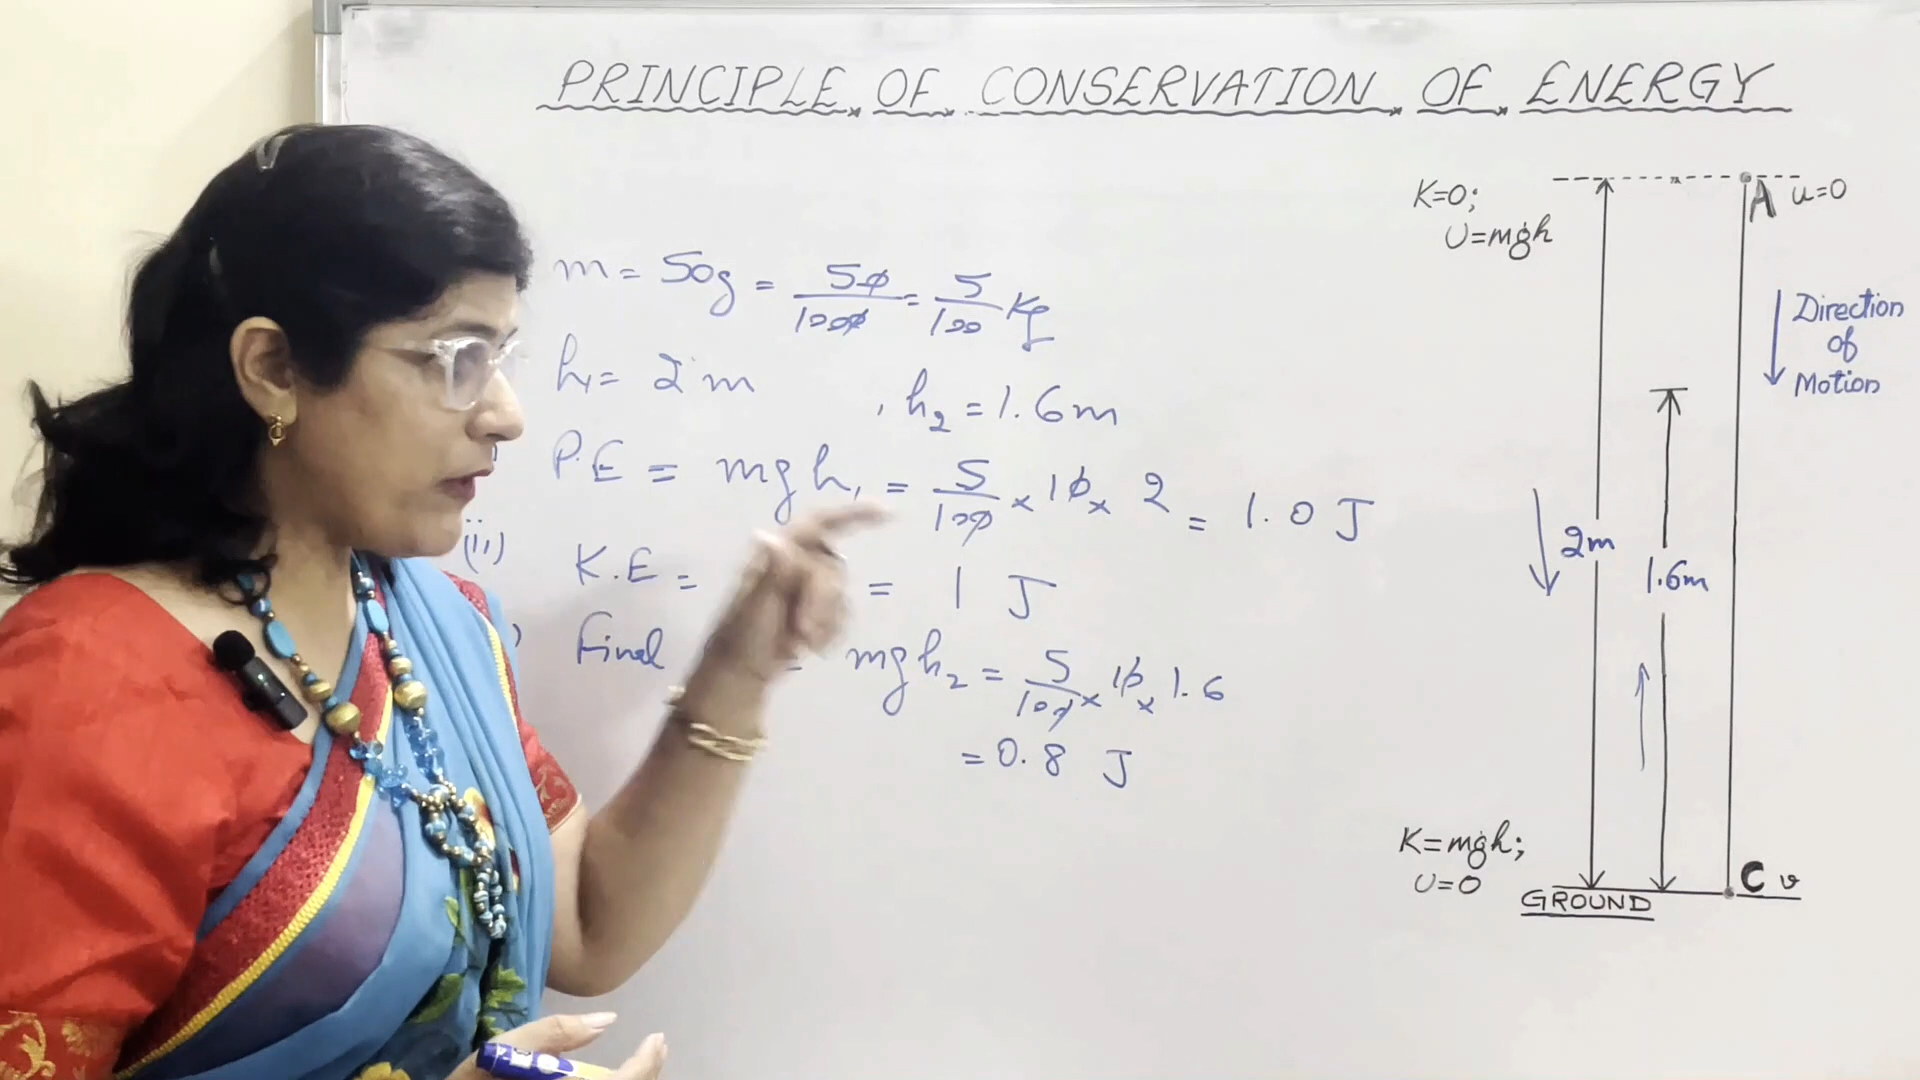 PRINCIPLE OF CONSERVATION OF ENERGY
m = 50g = 50/1000 = 5/100 Kg
h₁ = 2 m , h₂ = 1.6m
P.E = mgh₁ = 5/100 × 10 × 2 = 1.0 J
(ii) K.E = = 1 J
Final = mgh₂ = 5/100 × 10 × 1.6
= 0.8 J
K=0;
U=mgh
A u=0
Direction
of
Motion
2m
1.6m
K=mgh;
U=0
GROUND
C v